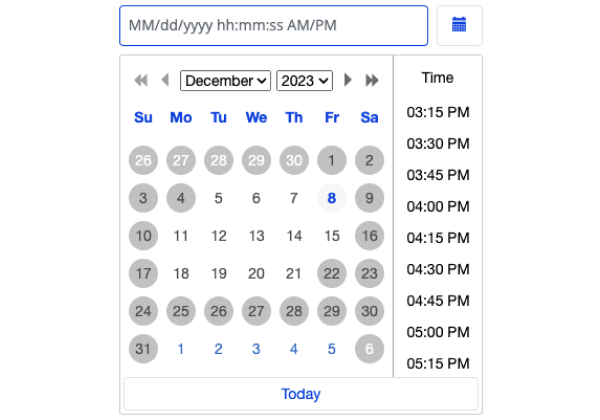 MM/dd/yyyy hh:mm:ss AM/PM
December 2023
Su Mo Tu We Th Fr Sa
26 27 28 29 30 1 2
3 4 5 6 7 8 9
10 11 12 13 14 15 16
17 18 19 20 21 22 23
24 25 26 27 28 29 30
31 1 2 3 4 5 6
Time
03:15 PM
03:30 PM
03:45 PM
04:00 PM
04:15 PM
04:30 PM
04:45 PM
05:00 PM
05:15 PM
Today